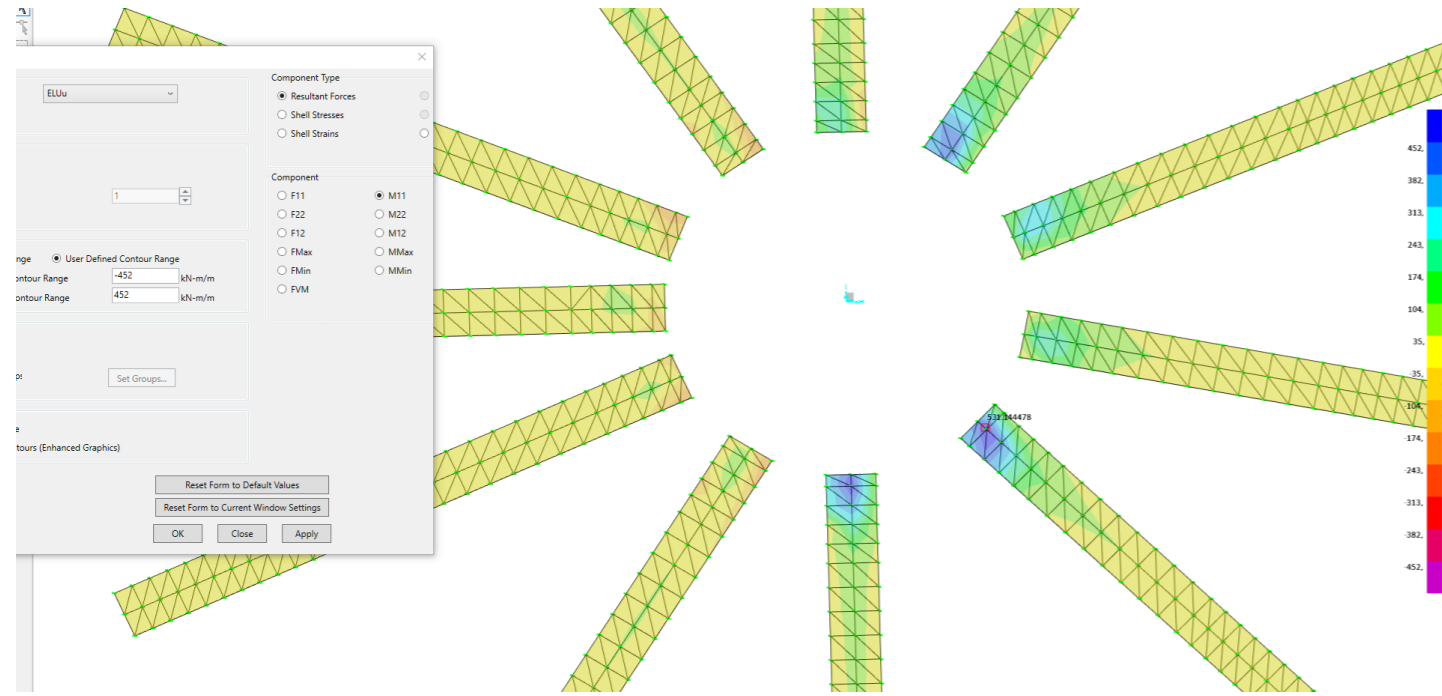 Component Type
ELUu
Resultant Forces
Shell Stresses
Shell Strains
Component
1
F11
M11
F22
M22
F12
M12
FMax
MMax
FMin
MMin
FVM
nge
User Defined Contour Range
ontour Range
-452
kN-m/m
ontour Range
452
kN-m/m
Set Groups...
e
tours (Enhanced Graphics)
Reset Form to Default Values
Reset Form to Current Window Settings
OK
Close
Apply
452,
382,
313,
243,
174,
104,
35,
-35,
-104,
-174,
-243,
-313,
-382,
-452,